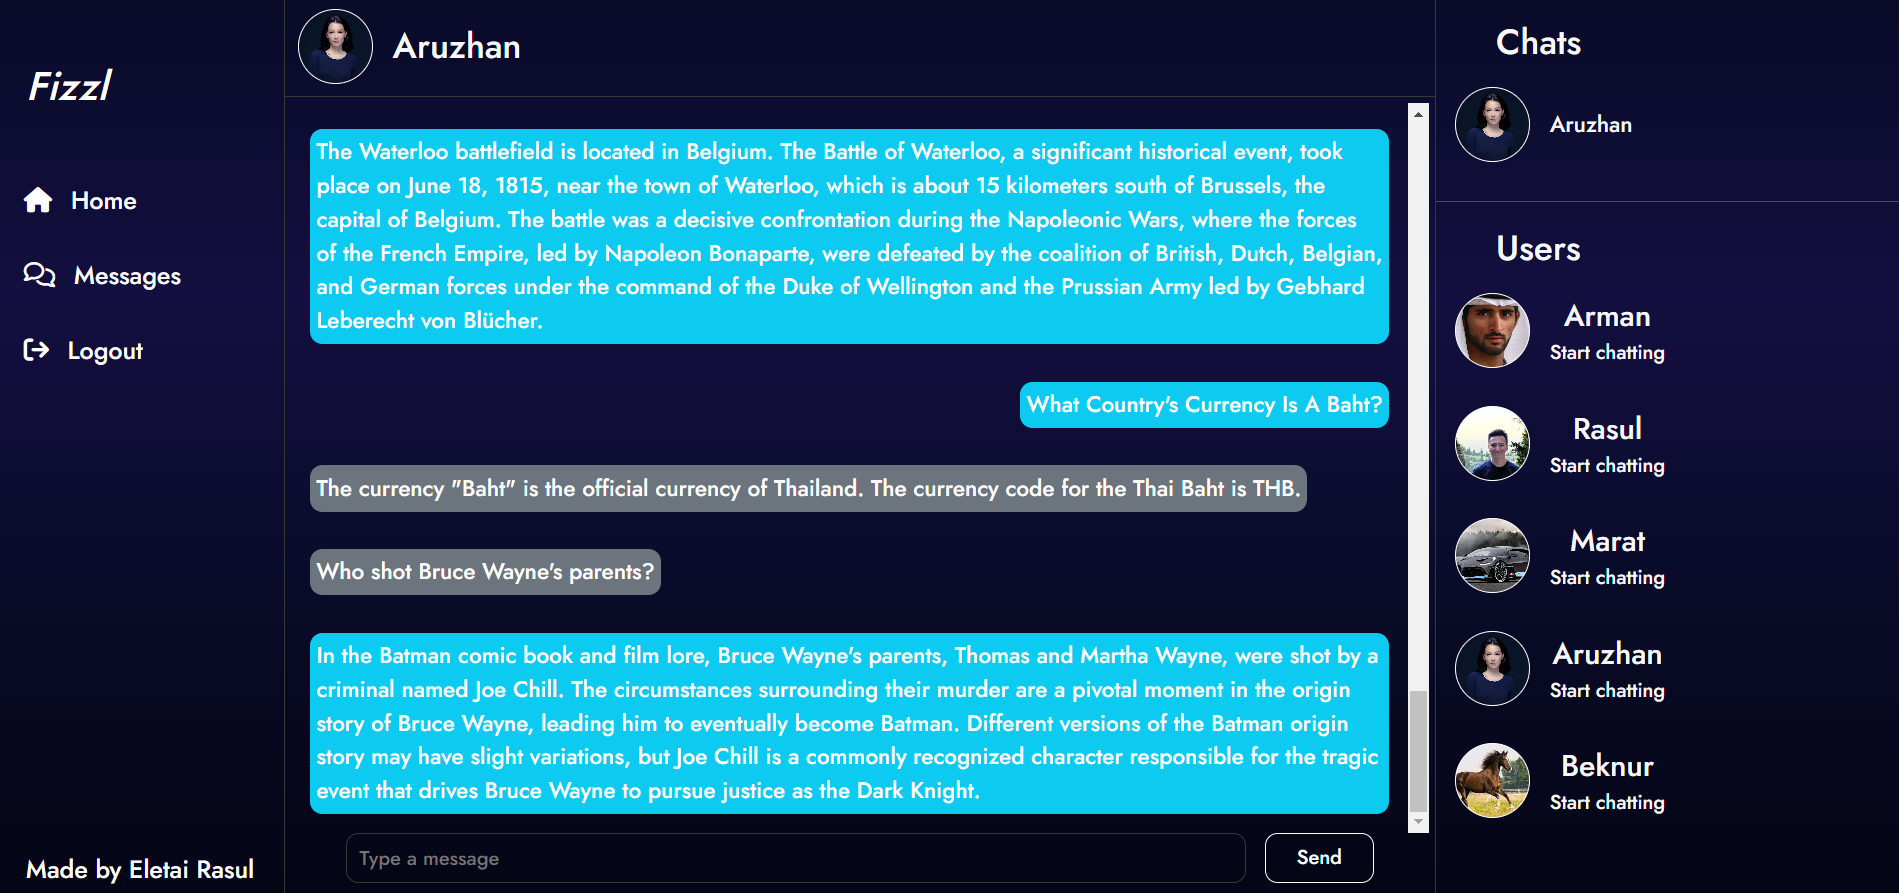 Fizzl
Home
Messages
Logout
Made by Eletai Rasul
Aruzhan
The Waterloo battlefield is located in Belgium. The Battle of Waterloo, a significant historical event, took
place on June 18, 1815, near the town of Waterloo, which is about 15 kilometers south of Brussels, the
capital of Belgium. The battle was a decisive confrontation during the Napoleonic Wars, where the forces
of the French Empire, led by Napoleon Bonaparte, were defeated by the coalition of British, Dutch, Belgian,
and German forces under the command of the Duke of Wellington and the Prussian Army led by Gebhard
Leberecht von Blücher.
What Country's Currency Is A Baht?
The currency "Baht" is the official currency of Thailand. The currency code for the Thai Baht is THB.
Who shot Bruce Wayne's parents?
In the Batman comic book and film lore, Bruce Wayne's parents, Thomas and Martha Wayne, were shot by a
criminal named Joe Chill. The circumstances surrounding their murder are a pivotal moment in the origin
story of Bruce Wayne, leading him to eventually become Batman. Different versions of the Batman origin
story may have slight variations, but Joe Chill is a commonly recognized character responsible for the tragic
event that drives Bruce Wayne to pursue justice as the Dark Knight.
Type a message
Send
Chats
Aruzhan
Users
Arman
Start chatting
Rasul
Start chatting
Marat
Start chatting
Aruzhan
Start chatting
Beknur
Start chatting